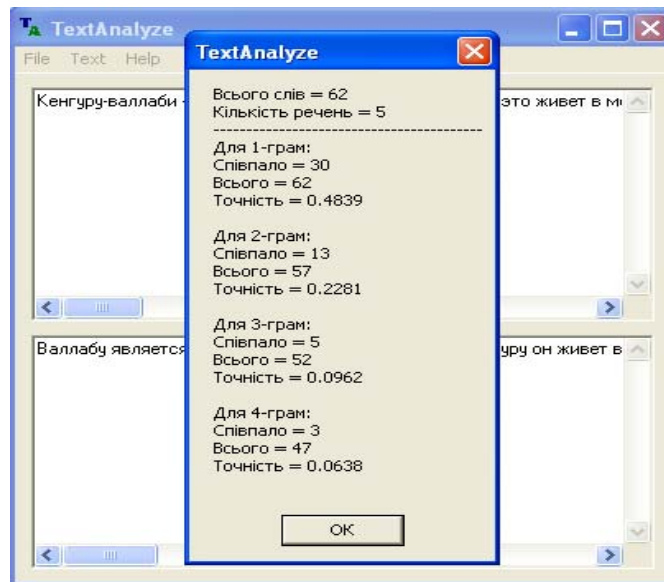 TextAnalyze
File Text Help
TextAnalyze
Кенгуру-валлаби
это живет в
Всього слів = 62
Кількість речень = 5
----------------------------------------
Для 1-грам:
Співпало = 30
Всього = 62
Точність = 0.4839
Для 2-грам:
Співпало = 13
Всього = 57
Точність = 0.2281
Для 3-грам:
Співпало = 5
Всього = 52
Точність = 0.0962
Для 4-грам:
Співпало = 3
Всього = 47
Точність = 0.0638
OK
Валлабу является
он живет в